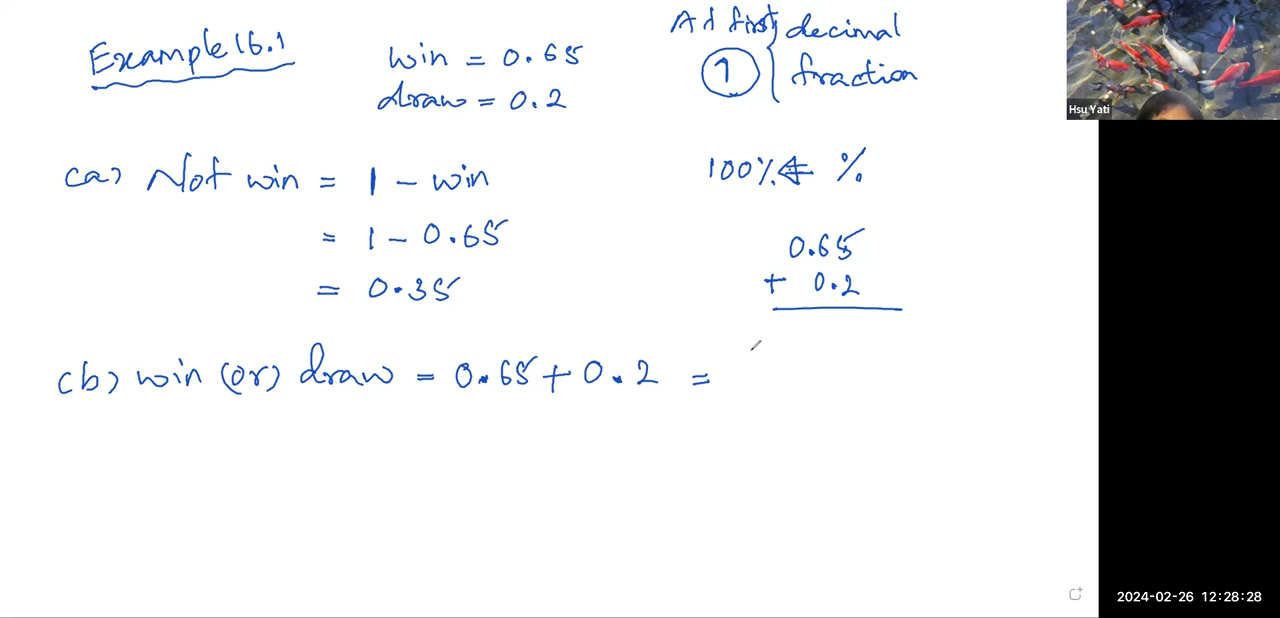 Example 16.1
win = 0.65
draw = 0.2
At first
1
decimal
fraction
(a) Not win = 1 - win
= 1 - 0.65
= 0.35
100% ← %
0.65
+ 0.2
(b) win (or) draw = 0.65 + 0.2 =
Hsu Yati
2024-02-26 12:28:28